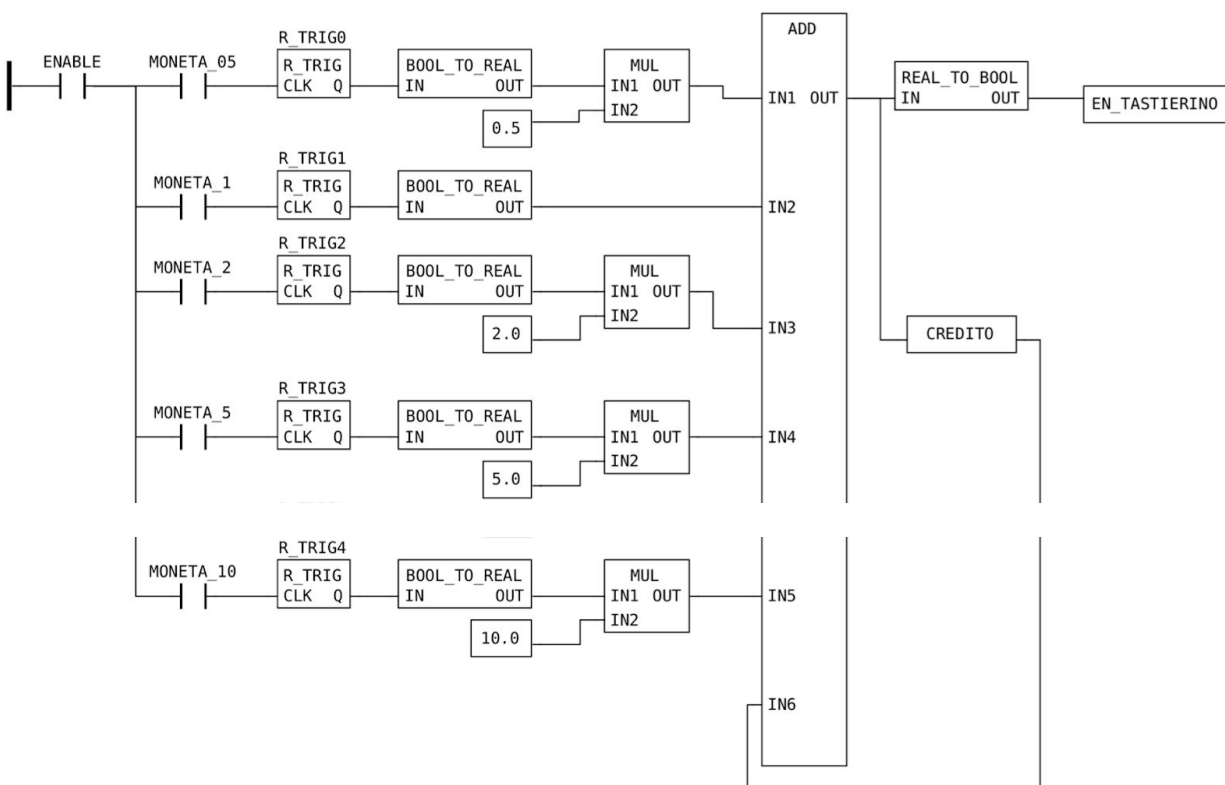 ADD
R_TRIG0
ENABLE MONETA_05 R_TRIG BOOL_TO_REAL MUL REAL_TO_BOOL
CLK Q IN OUT IN1 OUT IN1 OUT IN OUT EN_TASTIERINO
IN2
0.5
R_TRIG1
MONETA_1 R_TRIG BOOL_TO_REAL
CLK Q IN OUT IN2
R_TRIG2
MONETA_2 R_TRIG BOOL_TO_REAL MUL
CLK Q IN OUT IN1 OUT
IN2 IN3
2.0 CREDITO
R_TRIG3
MONETA_5 R_TRIG BOOL_TO_REAL MUL
CLK Q IN OUT IN1 OUT IN4
IN2
5.0
R_TRIG4
MONETA_10 R_TRIG BOOL_TO_REAL MUL
CLK Q IN OUT IN1 OUT IN5
IN2
10.0
IN6